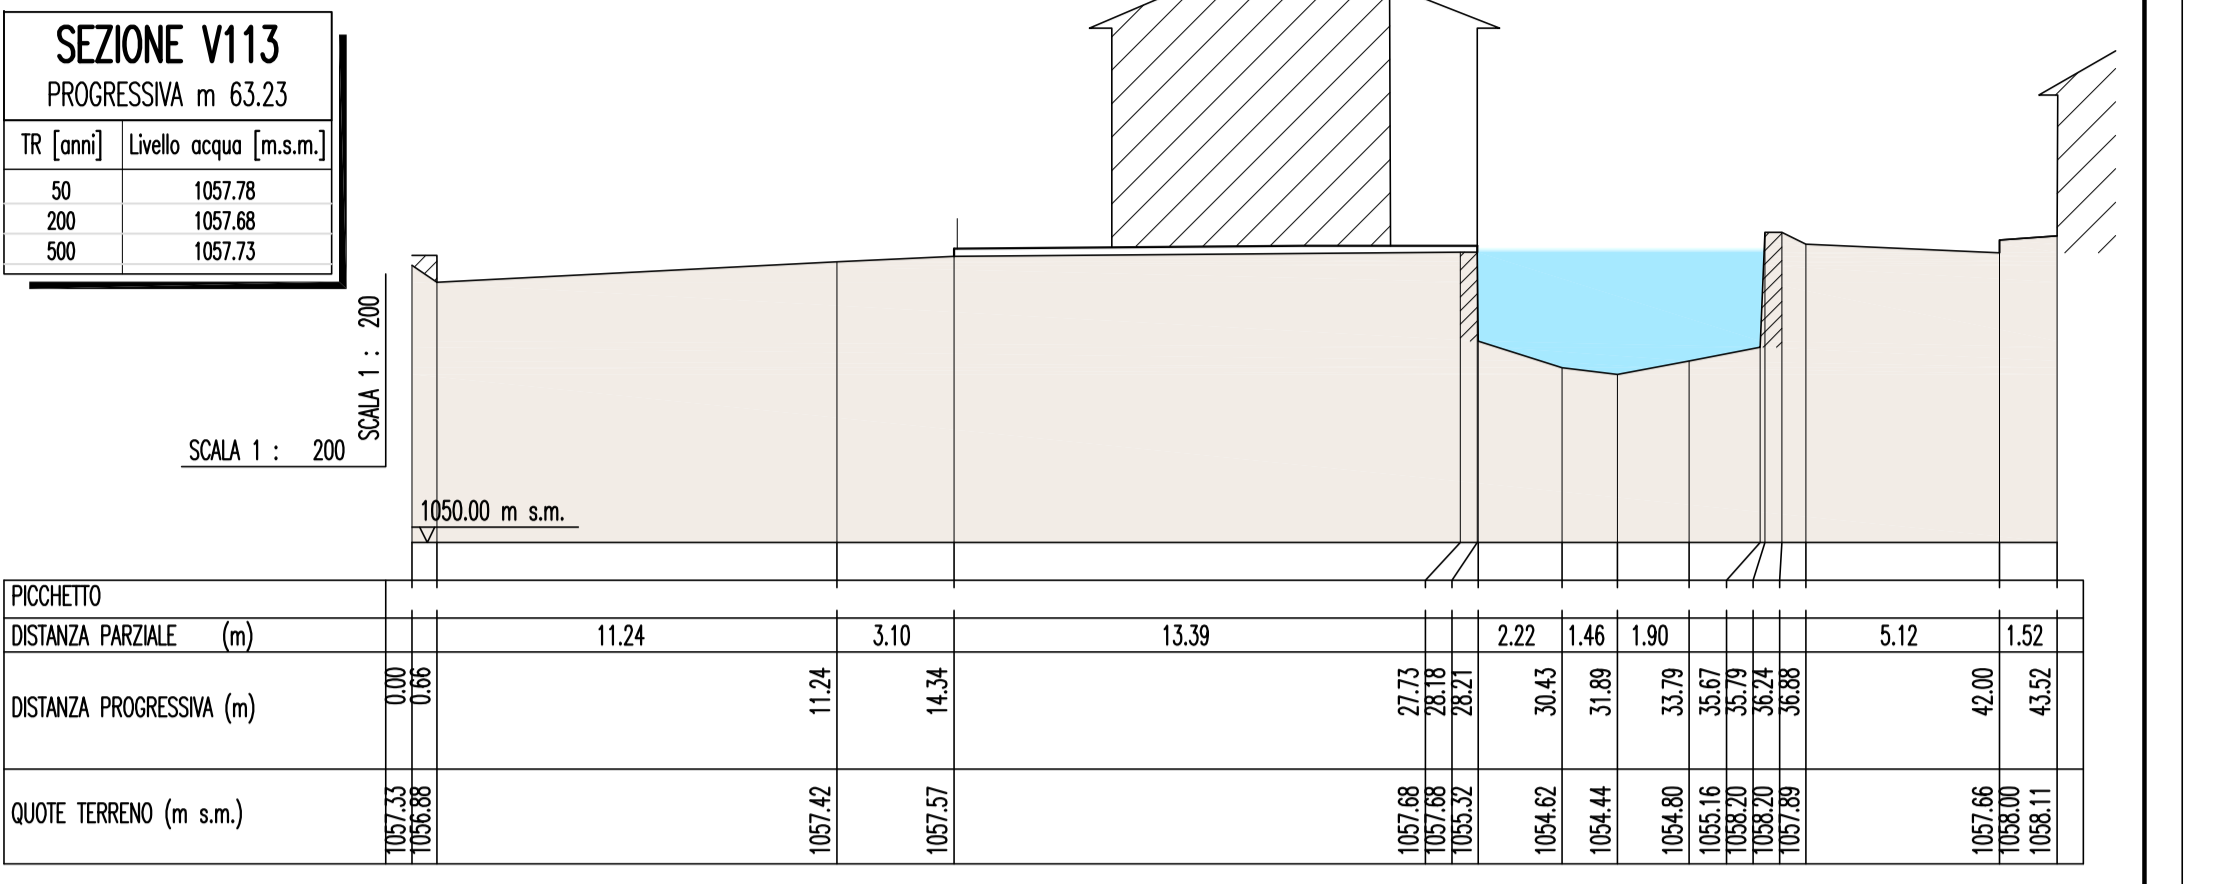 SEZIONE V113
PROGRESSIVA m 63.23
TR [anni] Livello acqua [m.s.m.]
50 1057.78
200 1057.68
500 1057.73
SCALA 1 : 200
SCALA 1 : 200
1050.00 m s.m.
PICCHETTO
DISTANZA PARZIALE (m) 11.24 3.10 13.39 2.22 1.46 1.90 5.12 1.52
DISTANZA PROGRESSIVA (m) 0.00 0.66 11.24 14.34 27.73 28.18 28.21 30.43 31.89 33.79 35.67 35.79 36.24 36.88 42.00 43.52
QUOTE TERRENO (m s.m.) 1057.33 1056.88 1057.42 1057.57 1057.68 1057.68 1055.32 1054.62 1054.44 1054.80 1055.16 1058.20 1058.20 1057.89 1057.66 1058.00 1058.11